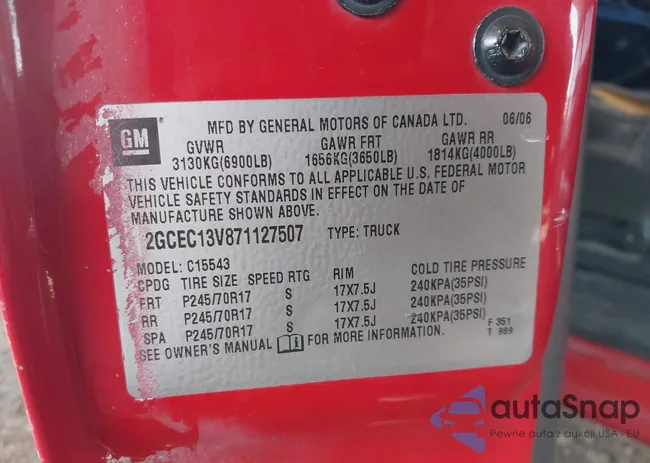 GM
MFD BY GENERAL MOTORS OF CANADA LTD. 06/06
GVWR GAWR FRT GAWR RR
3130KG(6900LB) 1656KG(3650LB) 1814KG(4000LB)
THIS VEHICLE CONFORMS TO ALL APPLICABLE U.S. FEDERAL MOTOR
VEHICLE SAFETY STANDARDS IN EFFECT ON THE DATE OF
MANUFACTURE SHOWN ABOVE.
2GCEC13V871127507 TYPE: TRUCK
MODEL: C15543
CPDG TIRE SIZE SPEED RTG RIM COLD TIRE PRESSURE
FRT P245/70R17 S 17X7.5J 240KPA(35PSI)
RR P245/70R17 S 17X7.5J 240KPA(35PSI)
SPA P245/70R17 S 17X7.5J 240KPA(35PSI)
SEE OWNER'S MANUAL FOR MORE INFORMATION.
F 351
T 989
autaSnap
Pewne auta z aukcji USA i EU